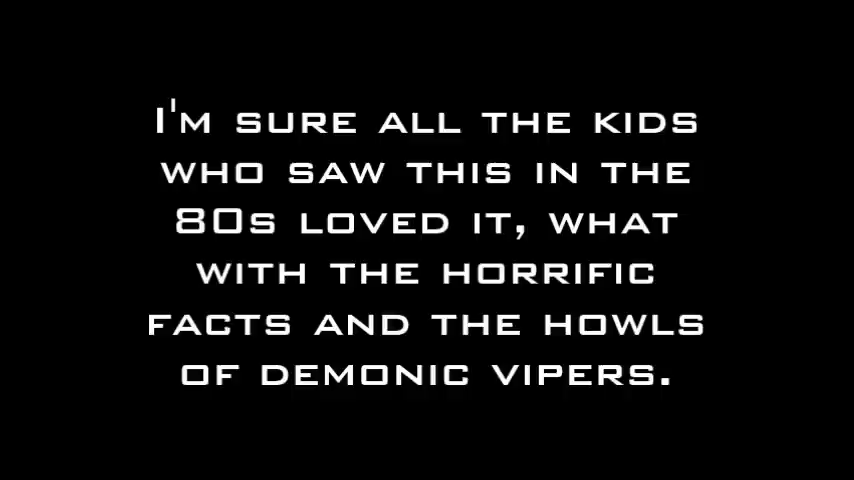 I'm sure all the kids
who saw this in the
80s loved it, what
with the horrific
facts and the howls
of demonic vipers.